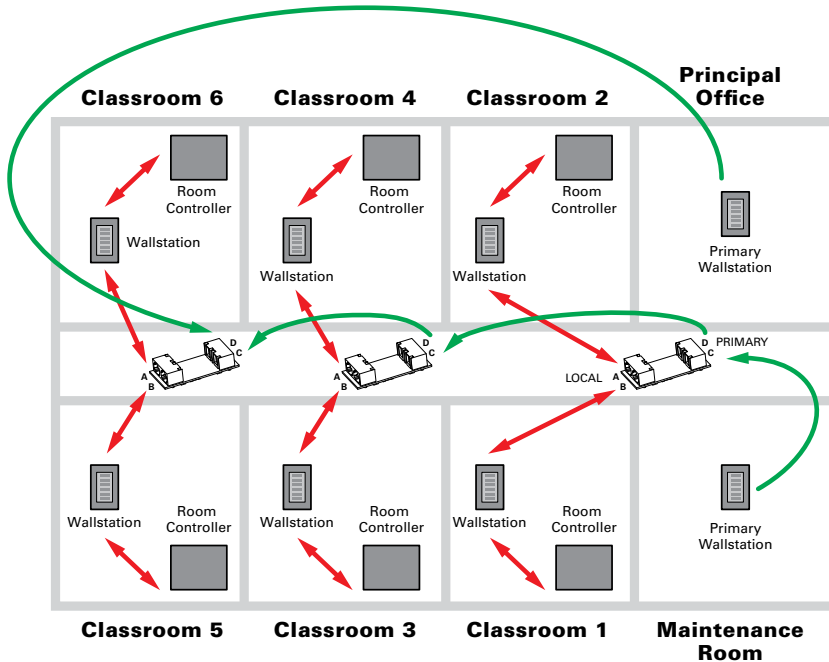 Classroom 6
Classroom 4
Classroom 2
Principal
Office
Room
Controller
Wallstation
Room
Controller
Wallstation
Room
Controller
Wallstation
Primary
Wallstation
A
B
D
C
A
B
D
C
LOCAL
A
B
D
C
PRIMARY
Wallstation
Room
Controller
Wallstation
Room
Controller
Wallstation
Room
Controller
Primary
Wallstation
Classroom 5
Classroom 3
Classroom 1
Maintenance
Room